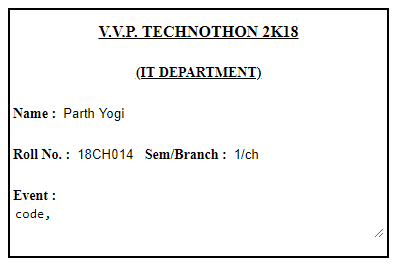 V.V.P. TECHNOTHON 2K18
(IT DEPARTMENT)
Name : Parth Yogi
Roll No. : 18CH014 Sem/Branch : 1/ch
Event :
code,